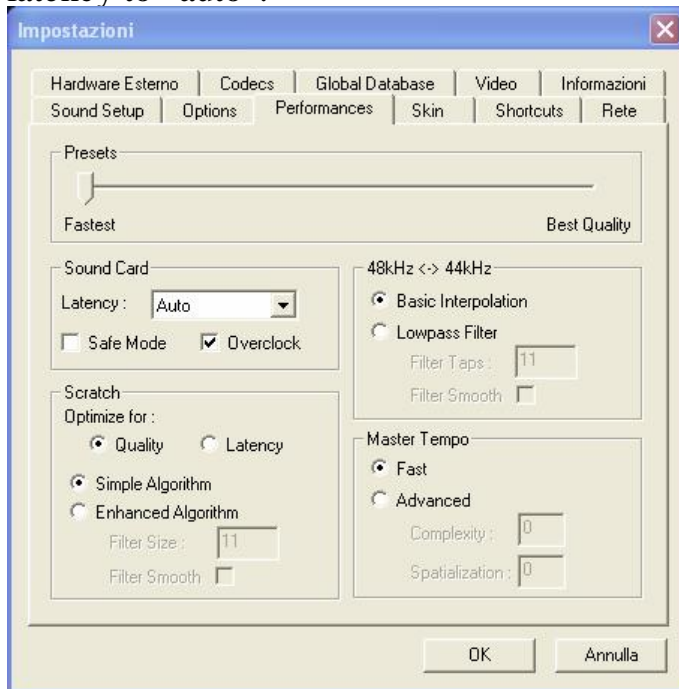 latency to "auto".
Impostazioni
Hardware Esterno Codecs Global Database Video Informazioni
Sound Setup Options Performances Skin Shortcuts Rete
Presets
Fastest Best Quality
Sound Card
Latency : Auto
Safe Mode Overclock
Scratch
Optimize for :
Quality Latency
Simple Algorithm
Enhanced Algorithm
Filter Size : 11
Filter Smooth
48kHz <-> 44kHz
Basic Interpolation
Lowpass Filter
Filter Taps : 11
Filter Smooth
Master Tempo
Fast
Advanced
Complexity : 0
Spatialization : 0
OK Annulla